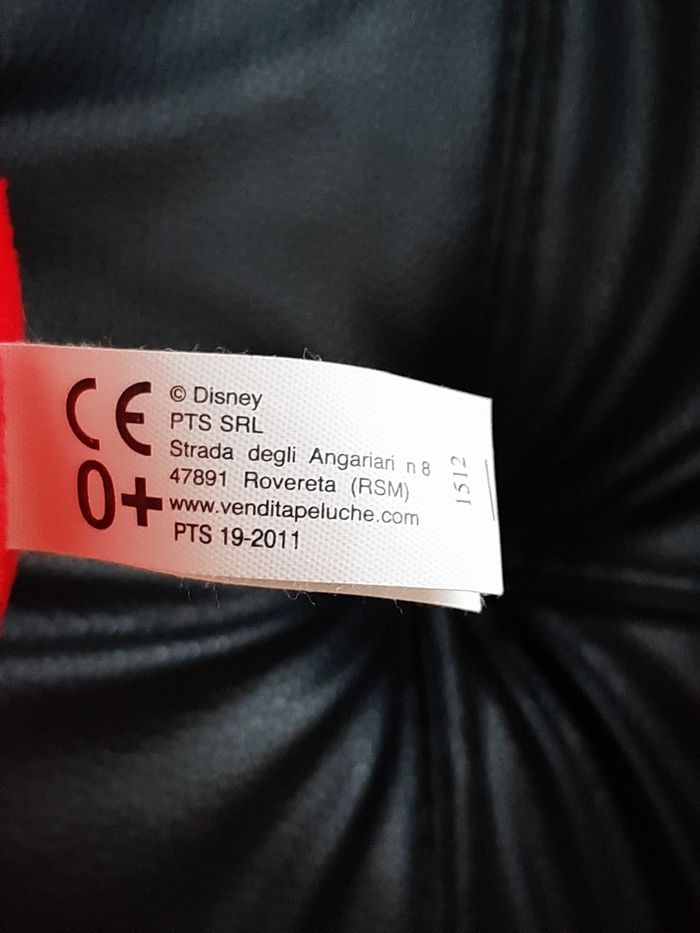 CE
0+
© Disney
PTS SRL
Strada degli Angariari n 8
47891 Rovereta (RSM)
www.venditapeluche.com
PTS 19-2011
1512